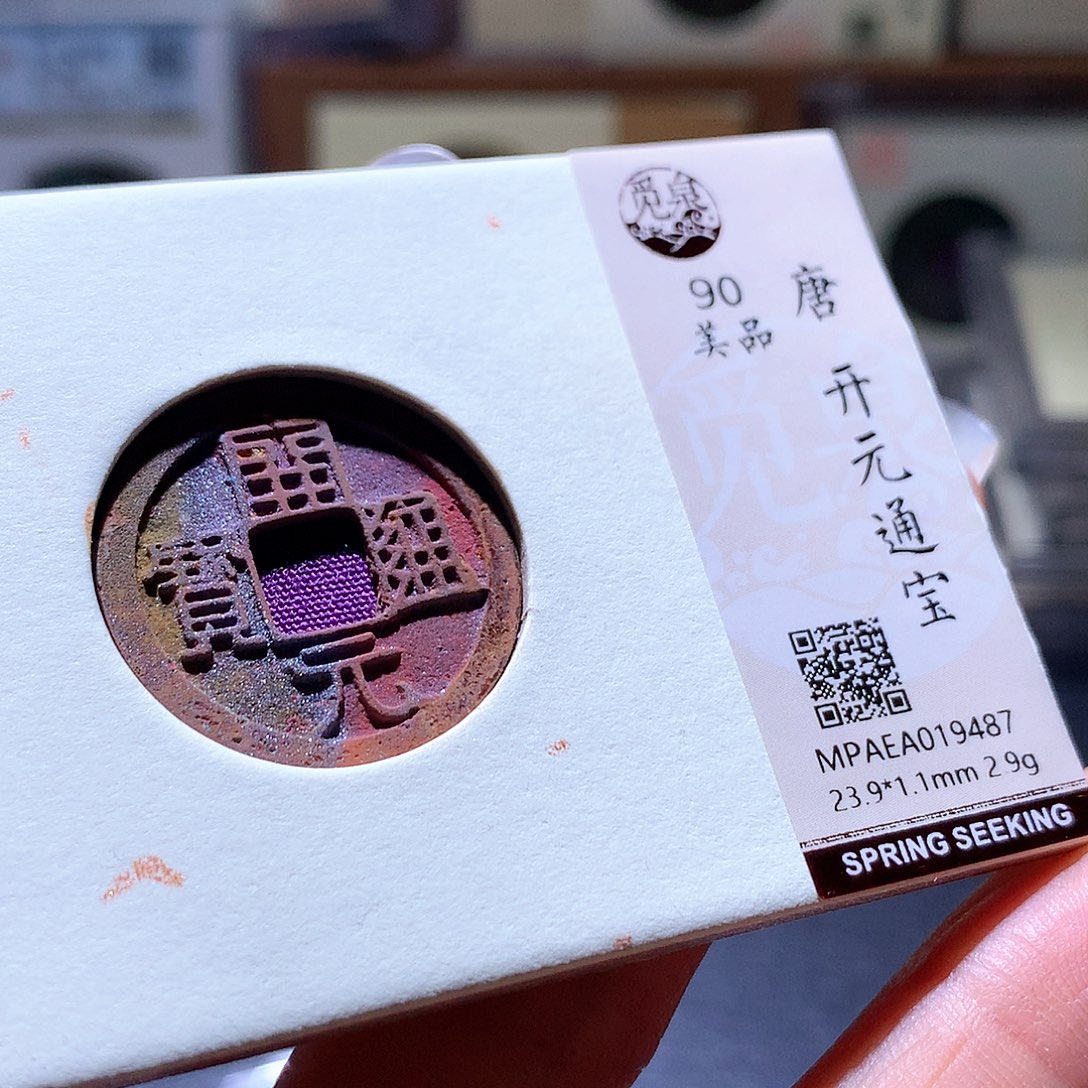 開元通寶
覓泉
90
美品
唐
开元通宝
MPAEA019487
23.9*1.1mm 2.9g
SPRING SEEKING